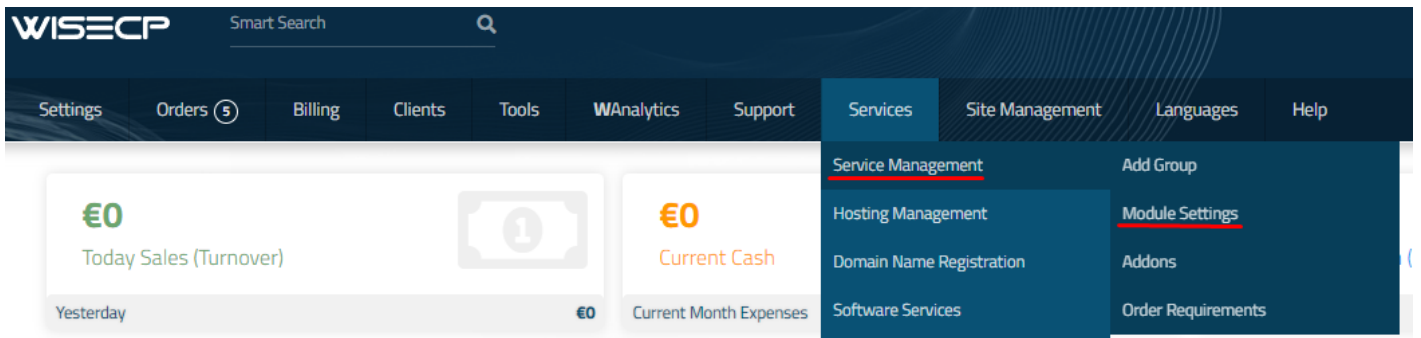 WISECP
Smart Search
Settings
Orders 5
Billing
Clients
Tools
WAnalytics
Support
Services
Site Management
Languages
Help
Service Management
Add Group
€0
€0
Hosting Management
Module Settings
Today Sales (Turnover)
Current Cash
Domain Name Registration
Addons
(
Yesterday
€0
Current Month Expenses
Software Services
Order Requirements